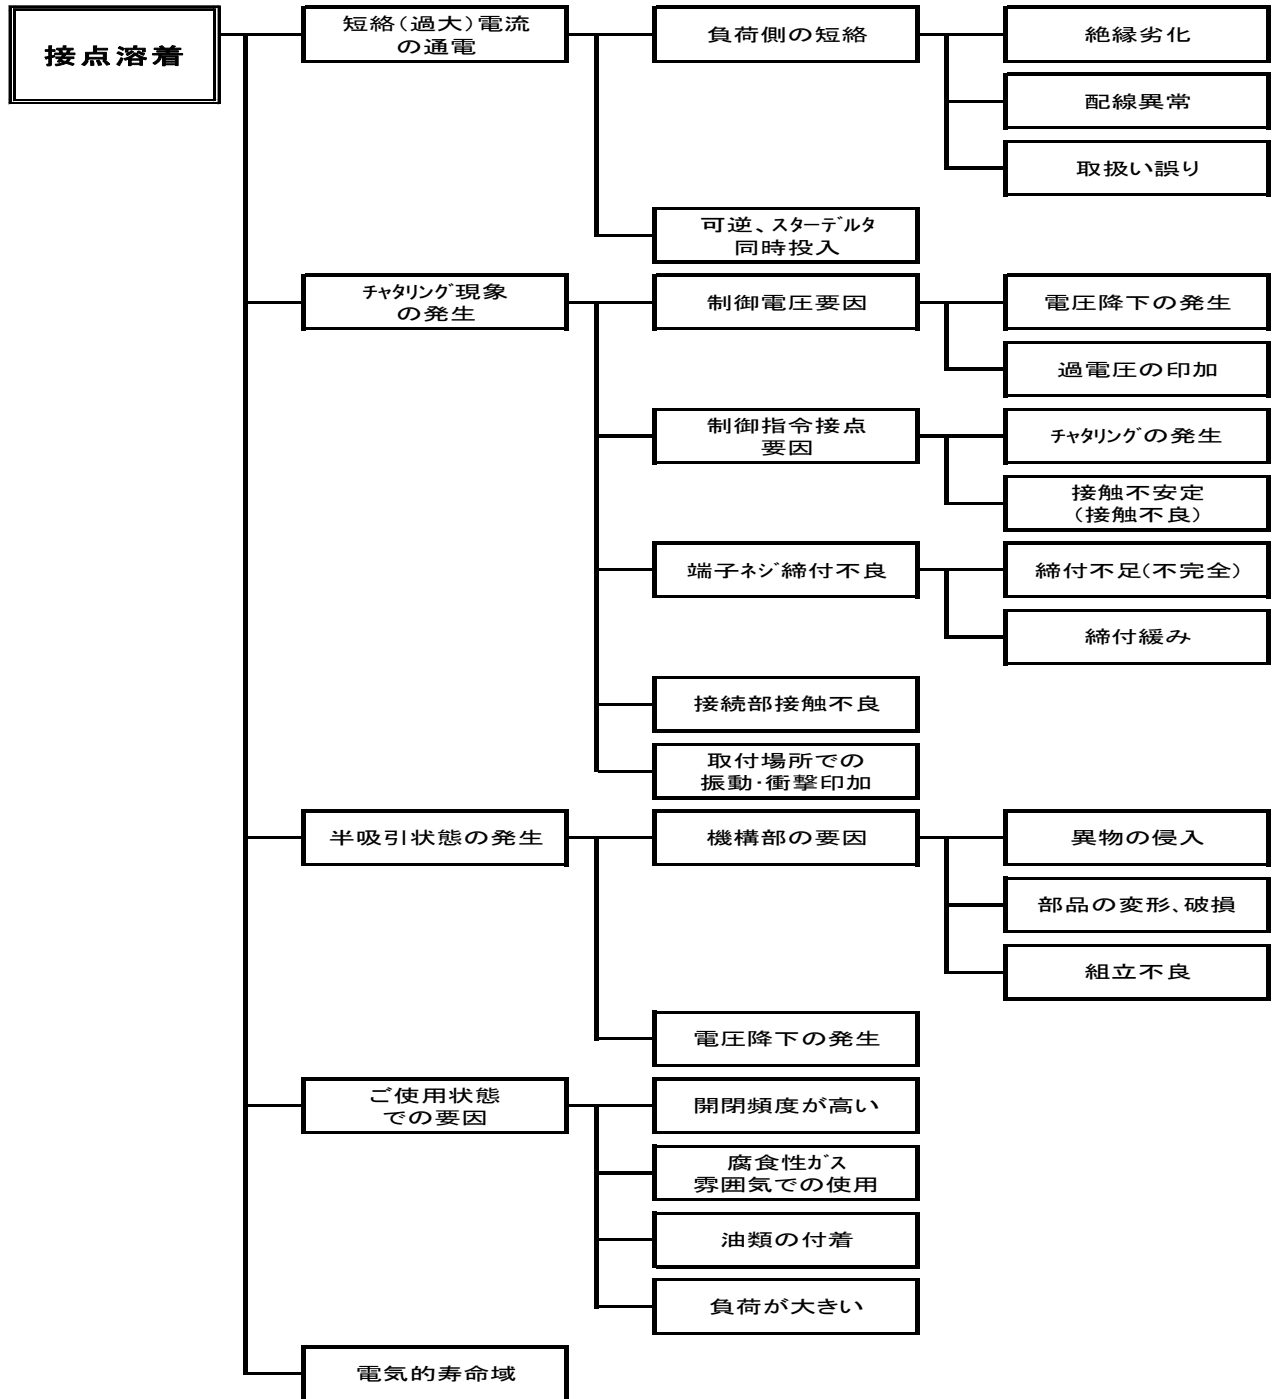 接点溶着
短絡(過大)電流
の通電
負荷側の短絡
絶縁劣化
配線異常
取扱い誤り
可逆、ｽﾀｰﾃﾞﾙﾀ
同時投入
ﾁｬﾀﾘﾝｸﾞ現象
の発生
制御電圧要因
電圧降下の発生
過電圧の印加
制御指令接点
要因
ﾁｬﾀﾘﾝｸﾞの発生
接触不安定
(接触不良)
端子ﾈｼﾞ締付不良
締付不足(不完全)
締付緩み
接続部接触不良
取付場所での
振動･衝撃印加
半吸引状態の発生
機構部の要因
異物の侵入
部品の変形､破損
組立不良
電圧降下の発生
ご使用状態
での要因
開閉頻度が高い
腐食性ｶﾞｽ
雰囲気での使用
油類の付着
負荷が大きい
電気的寿命域